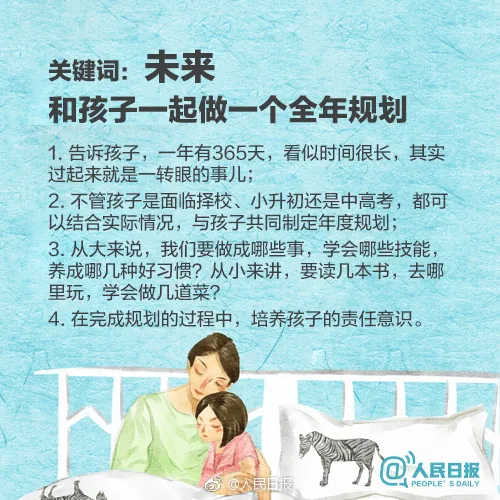 关键词：未来
和孩子一起做一个全年规划
1. 告诉孩子，一年有365天，看似时间很长，其实
过起来就是一转眼的事儿；
2. 不管孩子是面临择校、小升初还是中高考，都可
以结合实际情况，与孩子共同制定年度规划；
3. 从大来说，我们要做成哪些事，学会哪些技能，
养成哪几种好习惯？从小来讲，要读几本书，去哪
里玩，学会做几道菜？
4. 在完成规划的过程中，培养孩子的责任意识。
@人民日报
PEOPLE'S DAILY
@人民日报